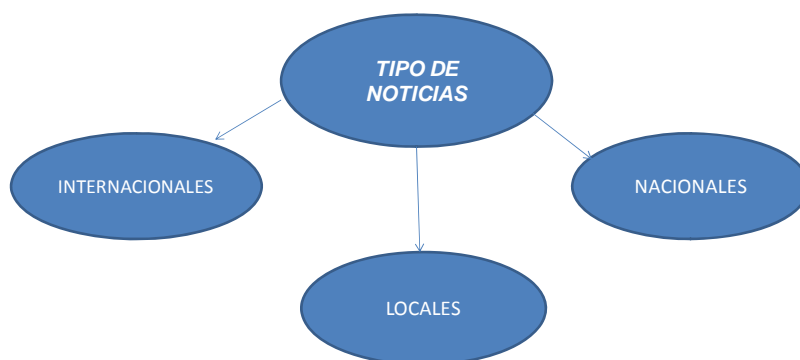 TIPO DE
NOTICIAS
INTERNACIONALES
NACIONALES
LOCALES